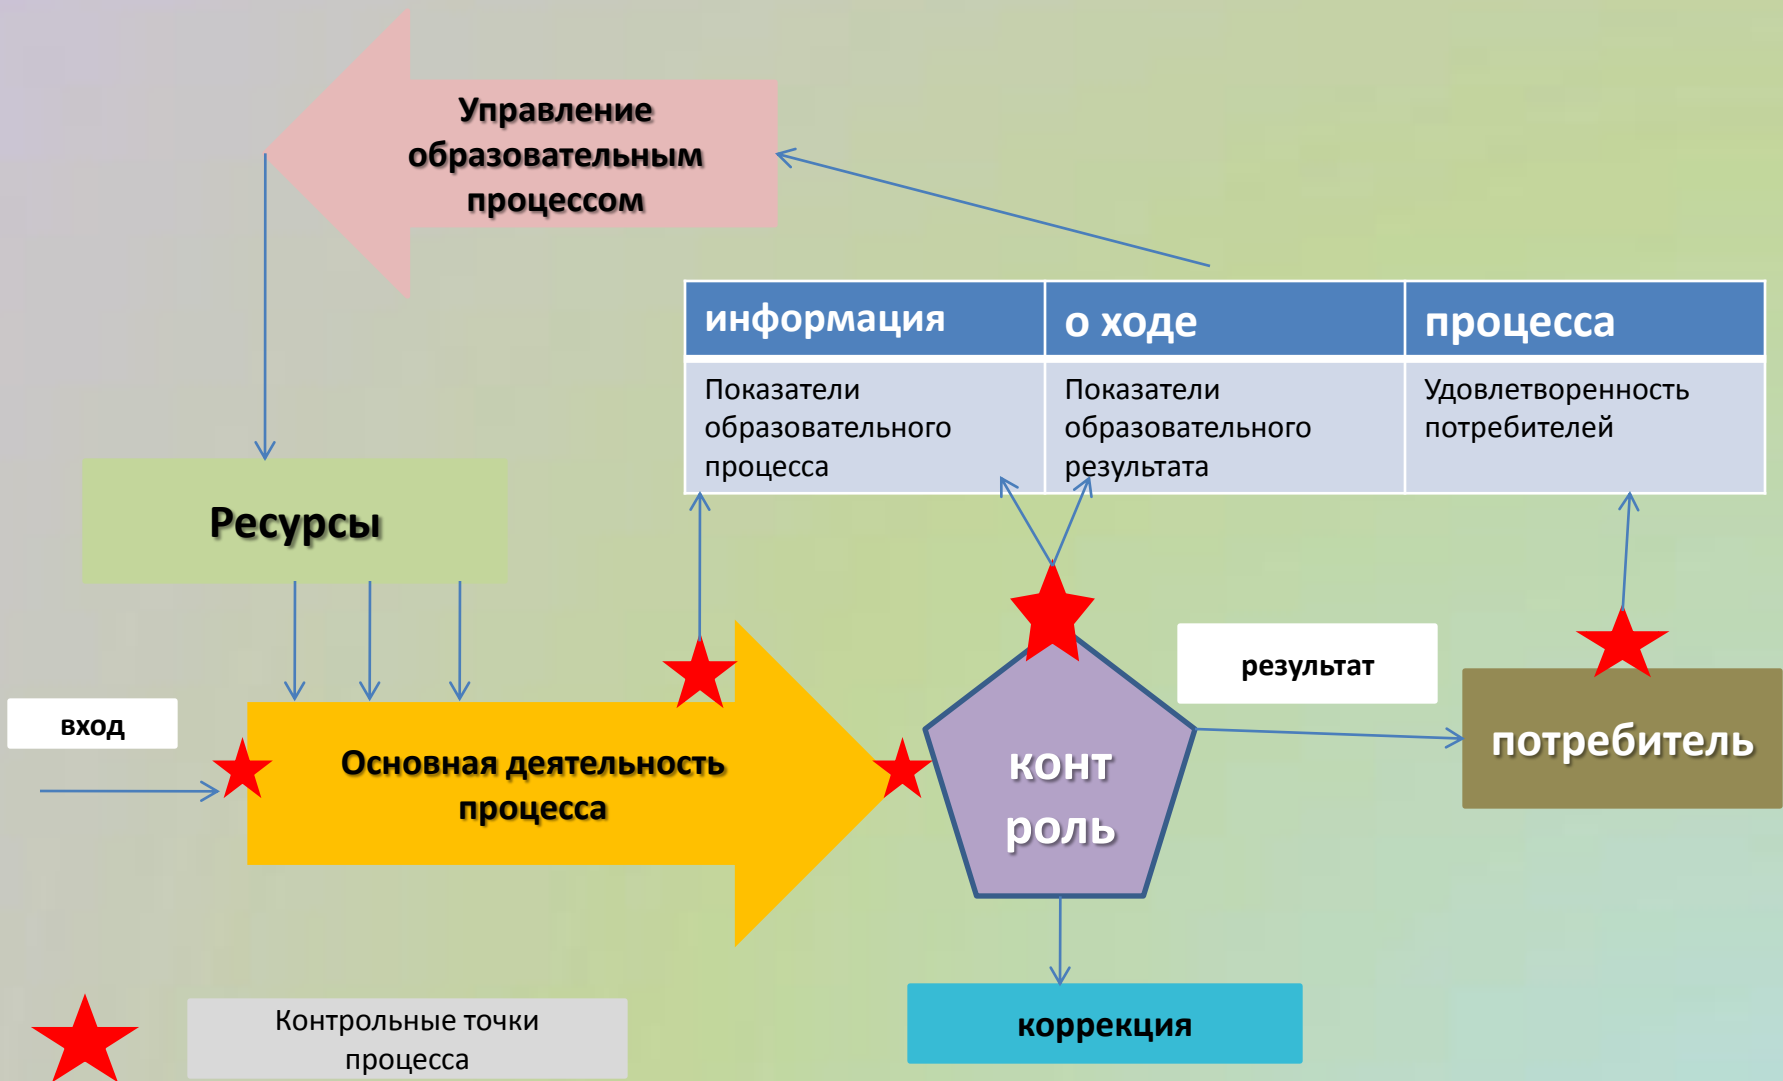 Управление
образовательным
процессом
информация
о ходе
процесса
Показатели
образовательного
процесса
Показатели
образовательного
результата
Удовлетворенность
потребителей
Ресурсы
вход
Основная деятельность
процесса
конт
роль
результат
потребитель
коррекция
Контрольные точки
процесса